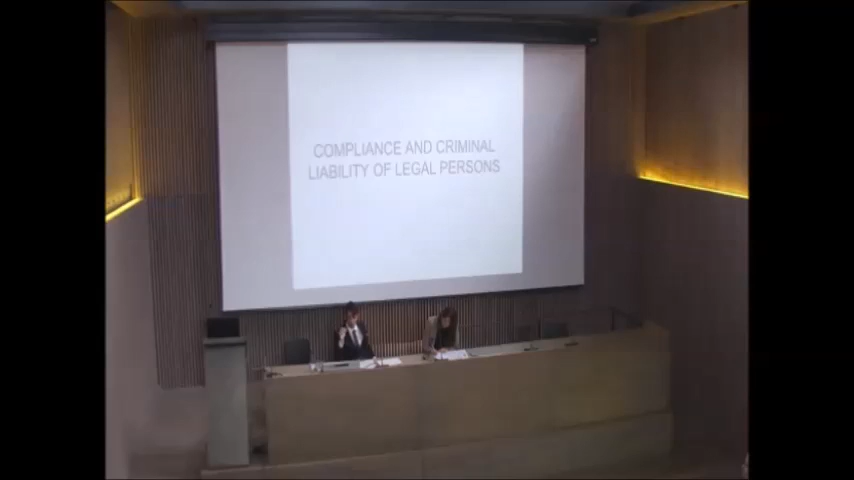 COMPLIANCE AND CRIMINAL
LIABILITY OF LEGAL PERSONS